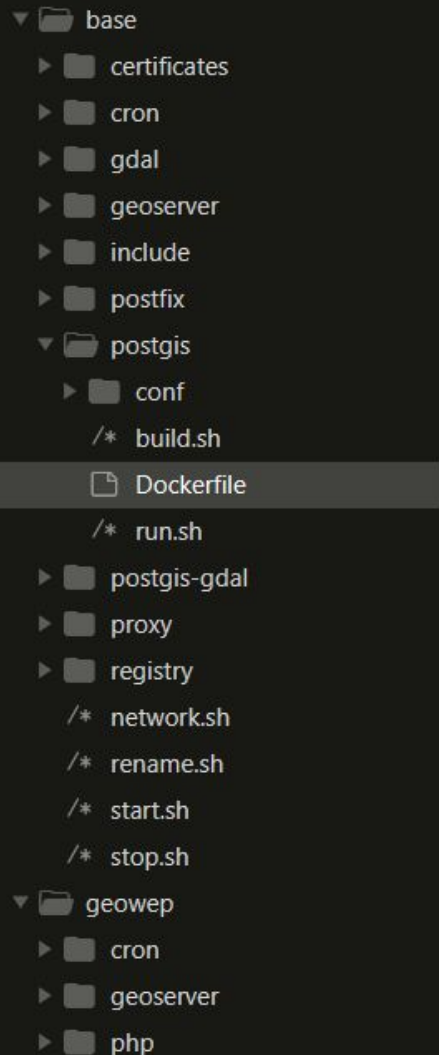 base
certificates
cron
gdal
geoserver
include
postfix
postgis
conf
/* build.sh
Dockerfile
/* run.sh
postgis-gdal
proxy
registry
/* network.sh
/* rename.sh
/* start.sh
/* stop.sh
geowep
cron
geoserver
php